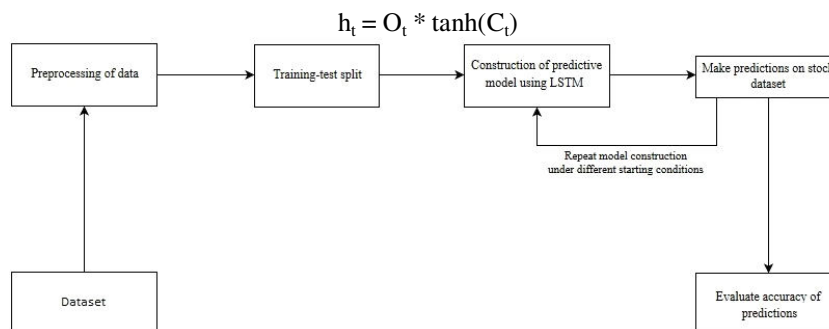 hₜ = Oₜ * tanh(Cₜ)
Preprocessing of data
Training-test split
Construction of predictive
model using LSTM
Make predictions on stock
dataset
Repeat model construction
under different starting conditions
Dataset
Evaluate accuracy of
predictions